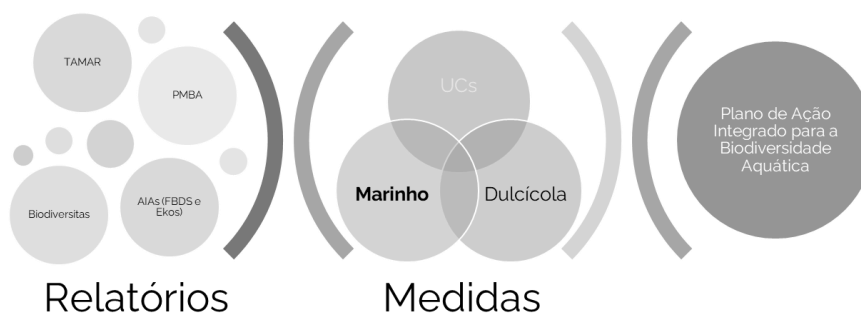 TAMAR
PMBA
Biodiversitas
AIAs (FBDS e
Ekos)
UCs
Marinho
Dulcícola
Plano de Ação
Integrado para a
Biodiversidade
Aquática
Relatórios
Medidas